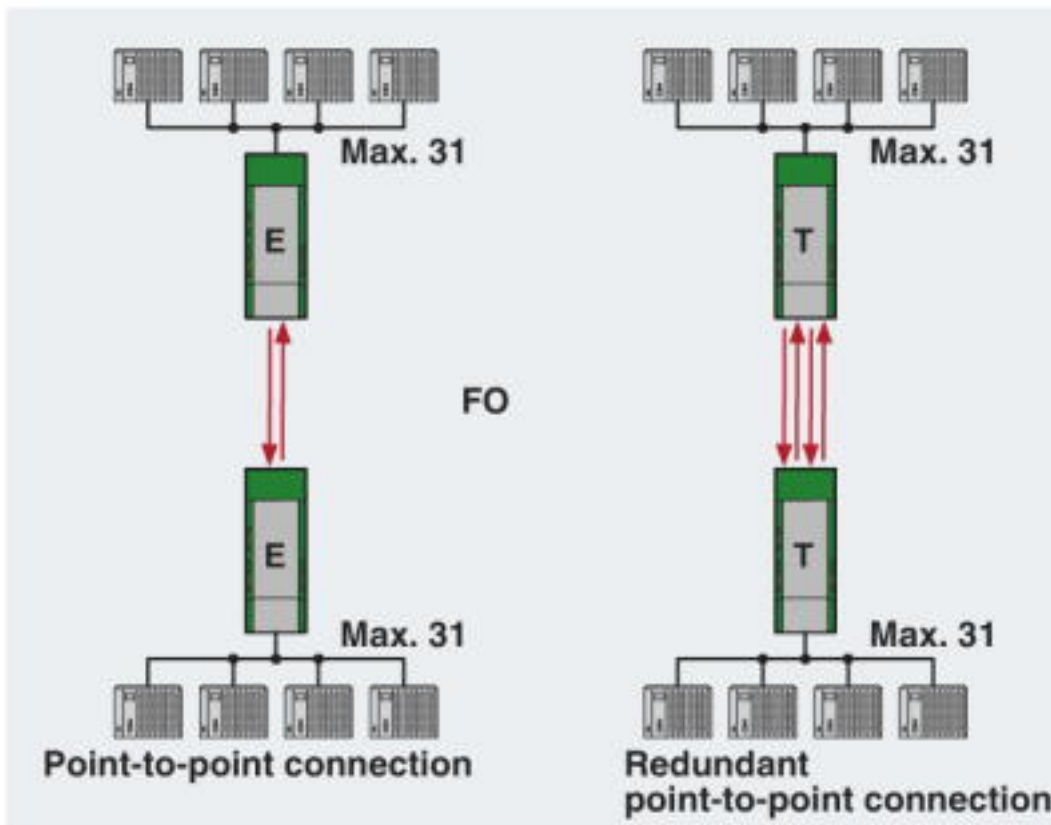 Max. 31
Max. 31
E
T
FO
E
T
Max. 31
Max. 31
Point-to-point connection
Redundant
point-to-point connection